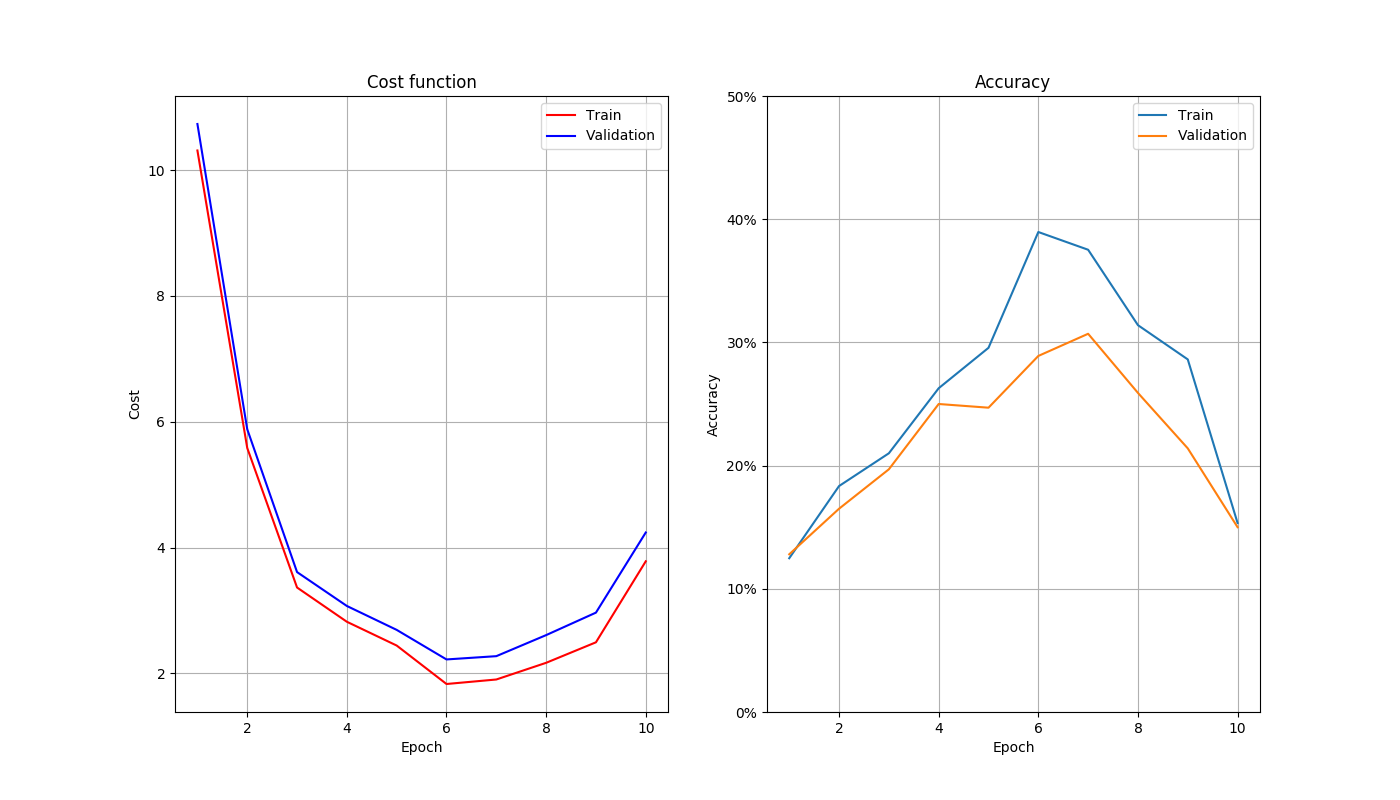 Cost function
Train
Validation
10
8
6
4
2
Cost
2 4 6 8 10
Epoch
Accuracy
Train
Validation
50%
40%
30%
20%
10%
0%
Accuracy
2 4 6 8 10
Epoch